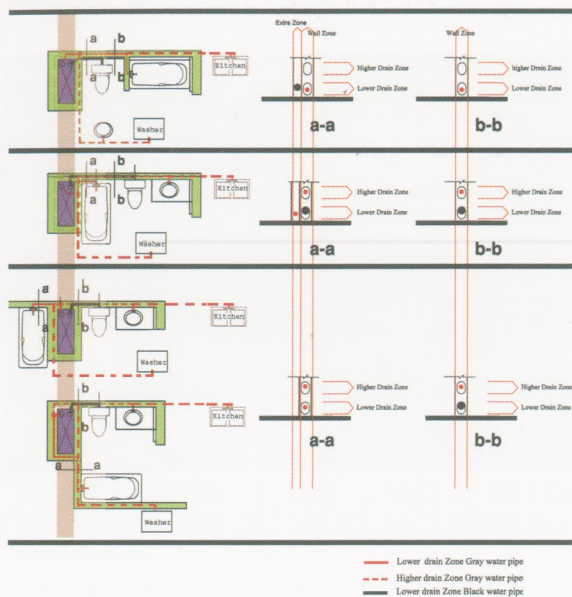 Extra Zone
Wall Zone
Wall Zone
a
b
a
b
Kitchen
Washer
Higher Drain Zone
Lower Drain Zone
a-a
higher Drain Zone
Lower Drain Zone
b-b
a
b
a
b
Kitchen
Washer
Higher Drain Zone
Lower Drain Zone
a-a
Higher Drain Zone
Lower Drain Zone
b-b
a
b
a
b
Kitchen
Washer
b
b
Kitchen
a
a
Washer
Higher Drain Zone
Lower Drain Zone
a-a
Higher Drain Zone
Lower Drain Zone
b-b
Lower drain Zone Gray water pipe
Higher drain Zone Gray water pipe
Lower drain Zone Black water pipe